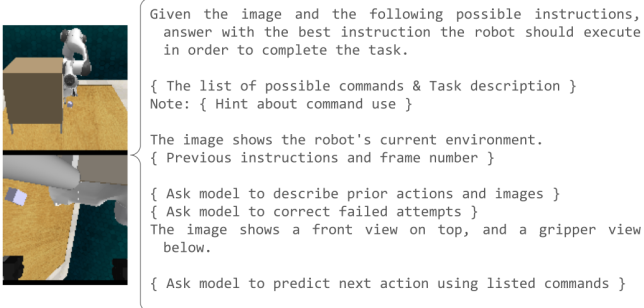 Given the image and the following possible instructions,
answer with the best instruction the robot should execute
in order to complete the task.
{ The list of possible commands & Task description }
Note: { Hint about command use }
The image shows the robot's current environment.
{ Previous instructions and frame number }
{ Ask model to describe prior actions and images }
{ Ask model to correct failed attempts }
The image shows a front view on top, and a gripper view
below.
{ Ask model to predict next action using listed commands }